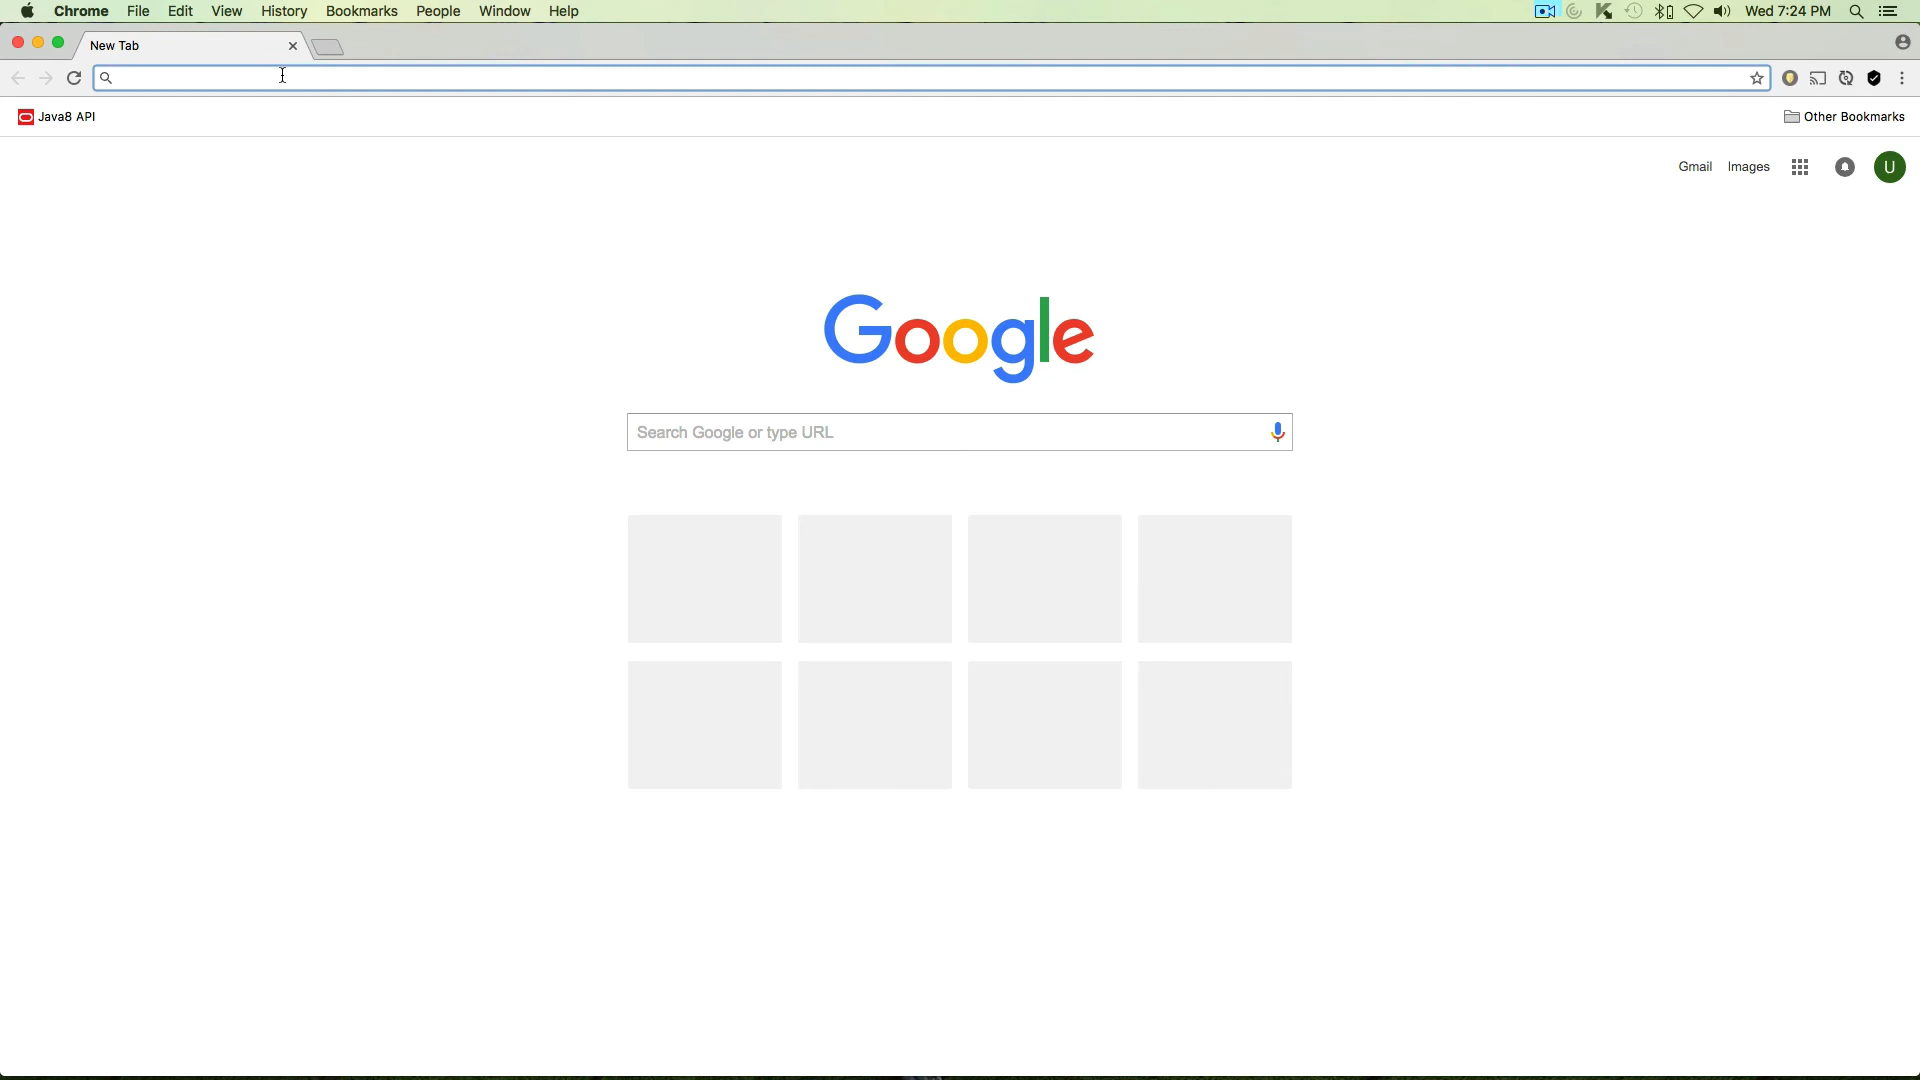 Chrome File Edit View History Bookmarks People Window Help Wed 7:24 PM
New Tab
Java8 API Other Bookmarks
Gmail Images U
Google
Search Google or type URL